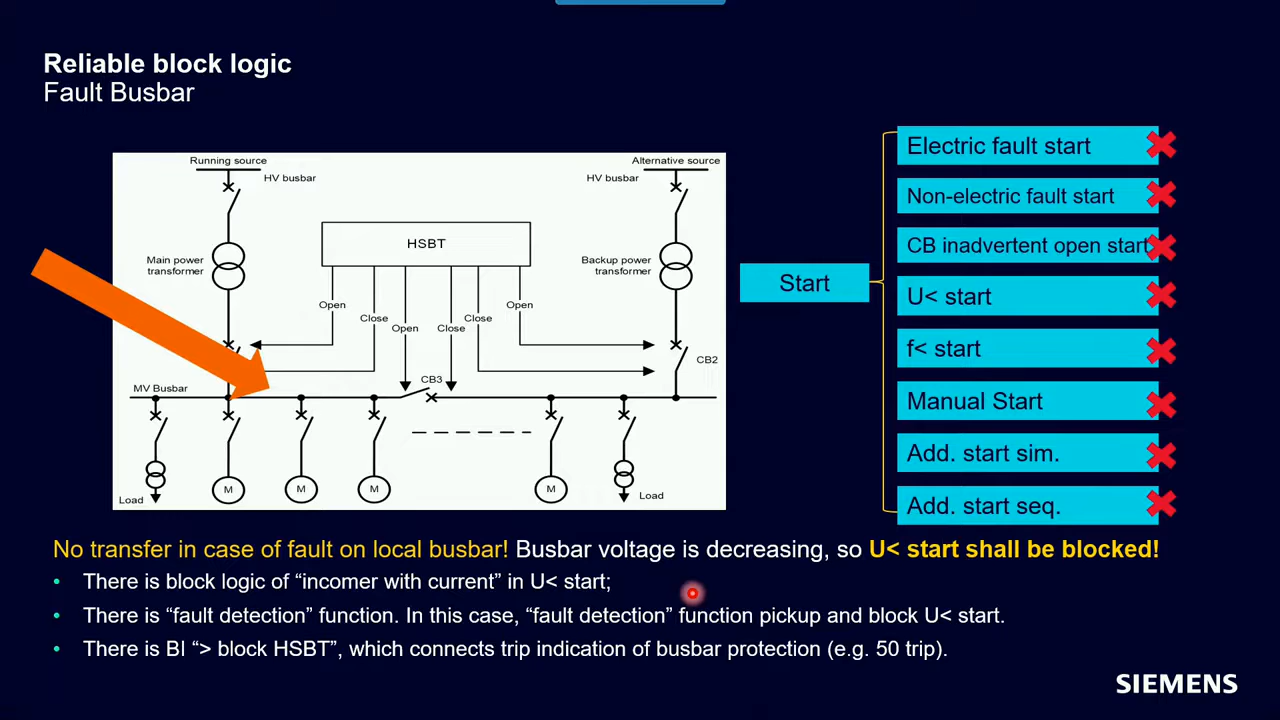 Reliable block logic
Fault Busbar
Running source
HV busbar
Alternative source
HV busbar
HSBT
Main power
transformer
Backup power
transformer
Open
Close
Open
Close
Close
Open
CB2
CB3
MV Busbar
Load
M
M
M
M
Load
Start
Electric fault start
Non-electric fault start
CB inadvertent open start
U< start
f< start
Manual Start
Add. start sim.
Add. start seq.
No transfer in case of fault on local busbar! Busbar voltage is decreasing, so U< start shall be blocked!
• There is block logic of “incomer with current” in U< start;
• There is “fault detection” function. In this case, “fault detection” function pickup and block U< start.
• There is BI “> block HSBT”, which connects trip indication of busbar protection (e.g. 50 trip).
SIEMENS